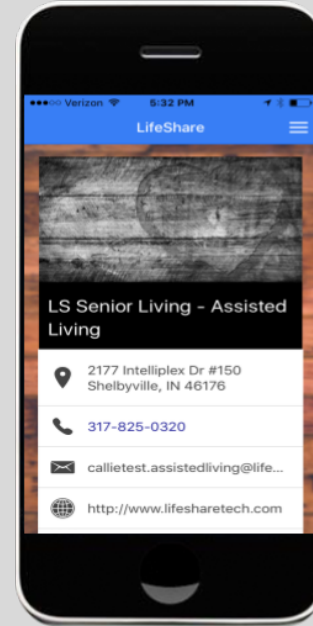 Verizon 5:32 PM
LifeShare
LS Senior Living - Assisted
Living
2177 Intelliplex Dr #150
Shelbyville, IN 46176
317-825-0320
callietest.assistedliving@life...
http://www.lifesharetech.com